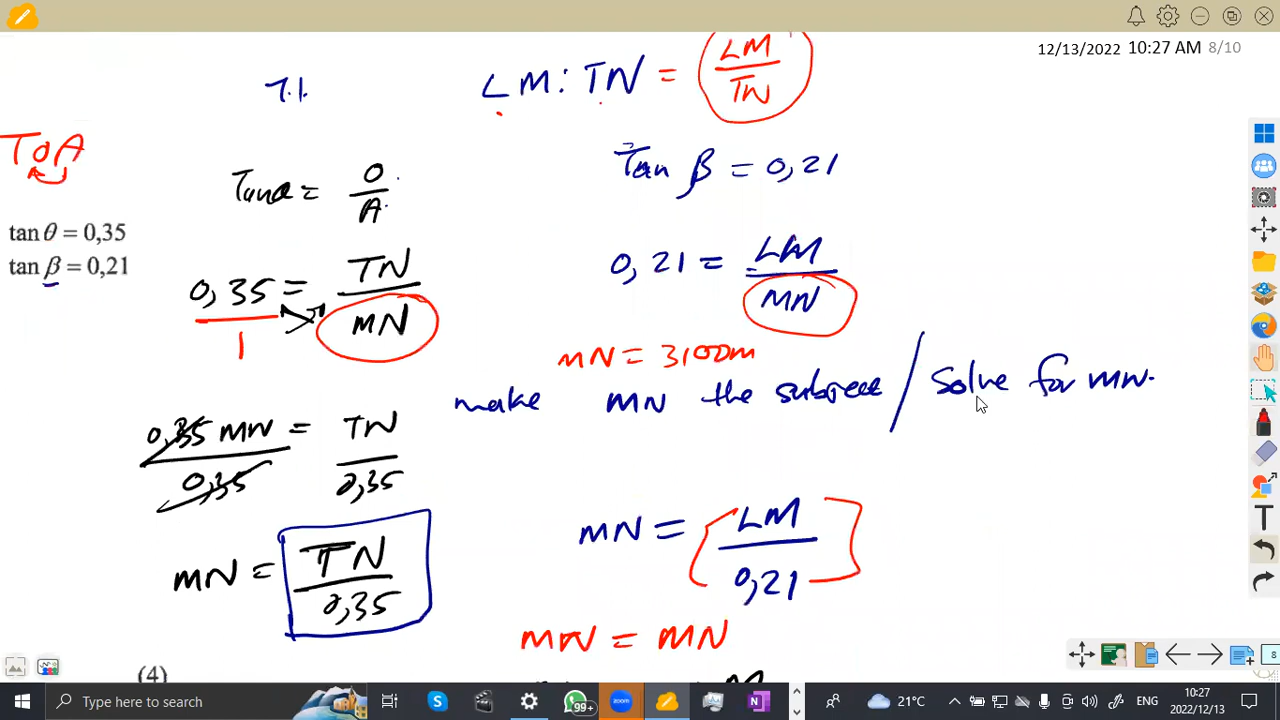 12/13/2022 10:27 AM 8/10
7.1.
LM : TN = LM / TN
TOA
Tan β = 0,21
Tanθ = O / A
tan θ = 0,35
tan β = 0,21
0,35 / 1 = TN / MN
0,21 = LM / MN
MN = 3100m
make MN the subject / Solve for MN.
0,35 MN / 0,35 = TN / 0,35
MN = TN / 0,35
MN = LM / 0,21
MN = MN
(4)
Type here to search
99+
zoom
21°C
ENG
10:27
2022/12/13
8